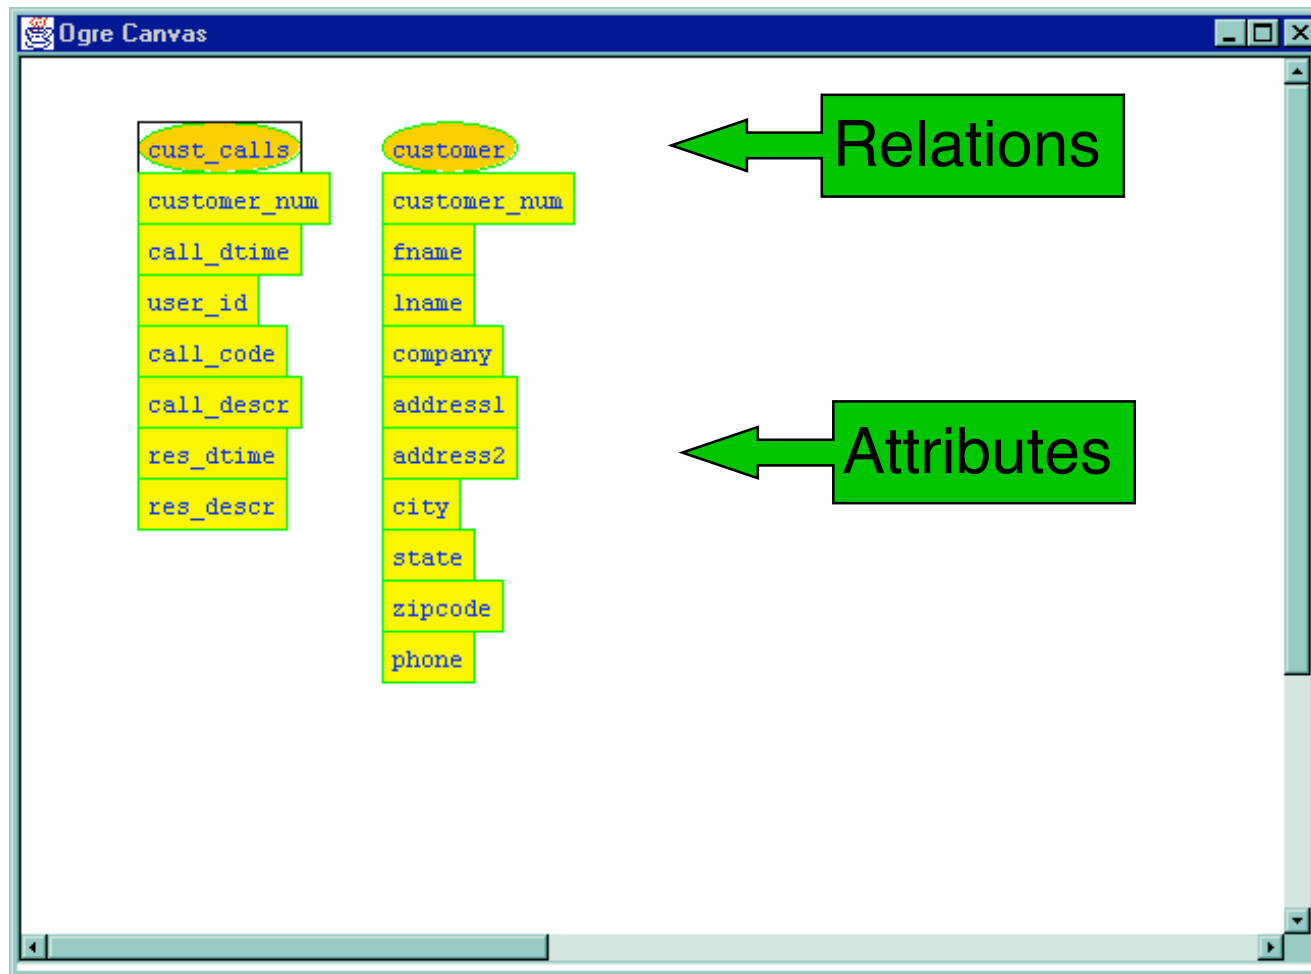 Ogre Canvas
cust_calls
customer_num
call_dtime
user_id
call_code
call_descr
res_dtime
res_descr
customer
customer_num
fname
lname
company
address1
address2
city
state
zipcode
phone
Relations
Attributes